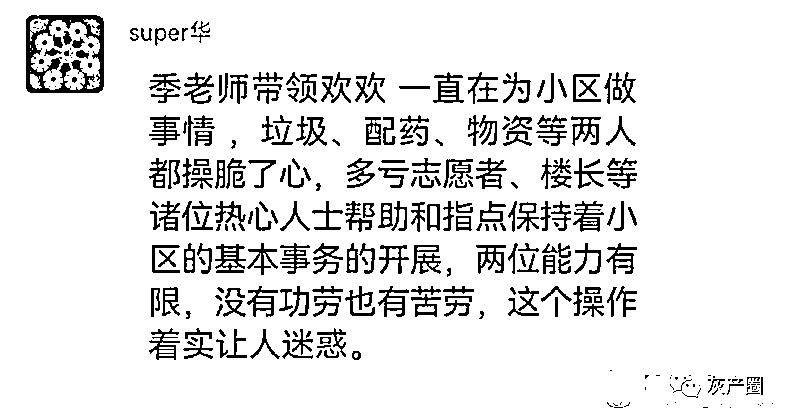 super华
季老师带领欢欢 一直在为小区做
事情 ，垃圾、配药、物资等两人
都操脆了心，多亏志愿者、楼长等
诸位热心人士帮助和指点保持着小
区的基本事务的开展，两位能力有
限，没有功劳也有苦劳，这个操作
着实让人迷惑。
灰产圈